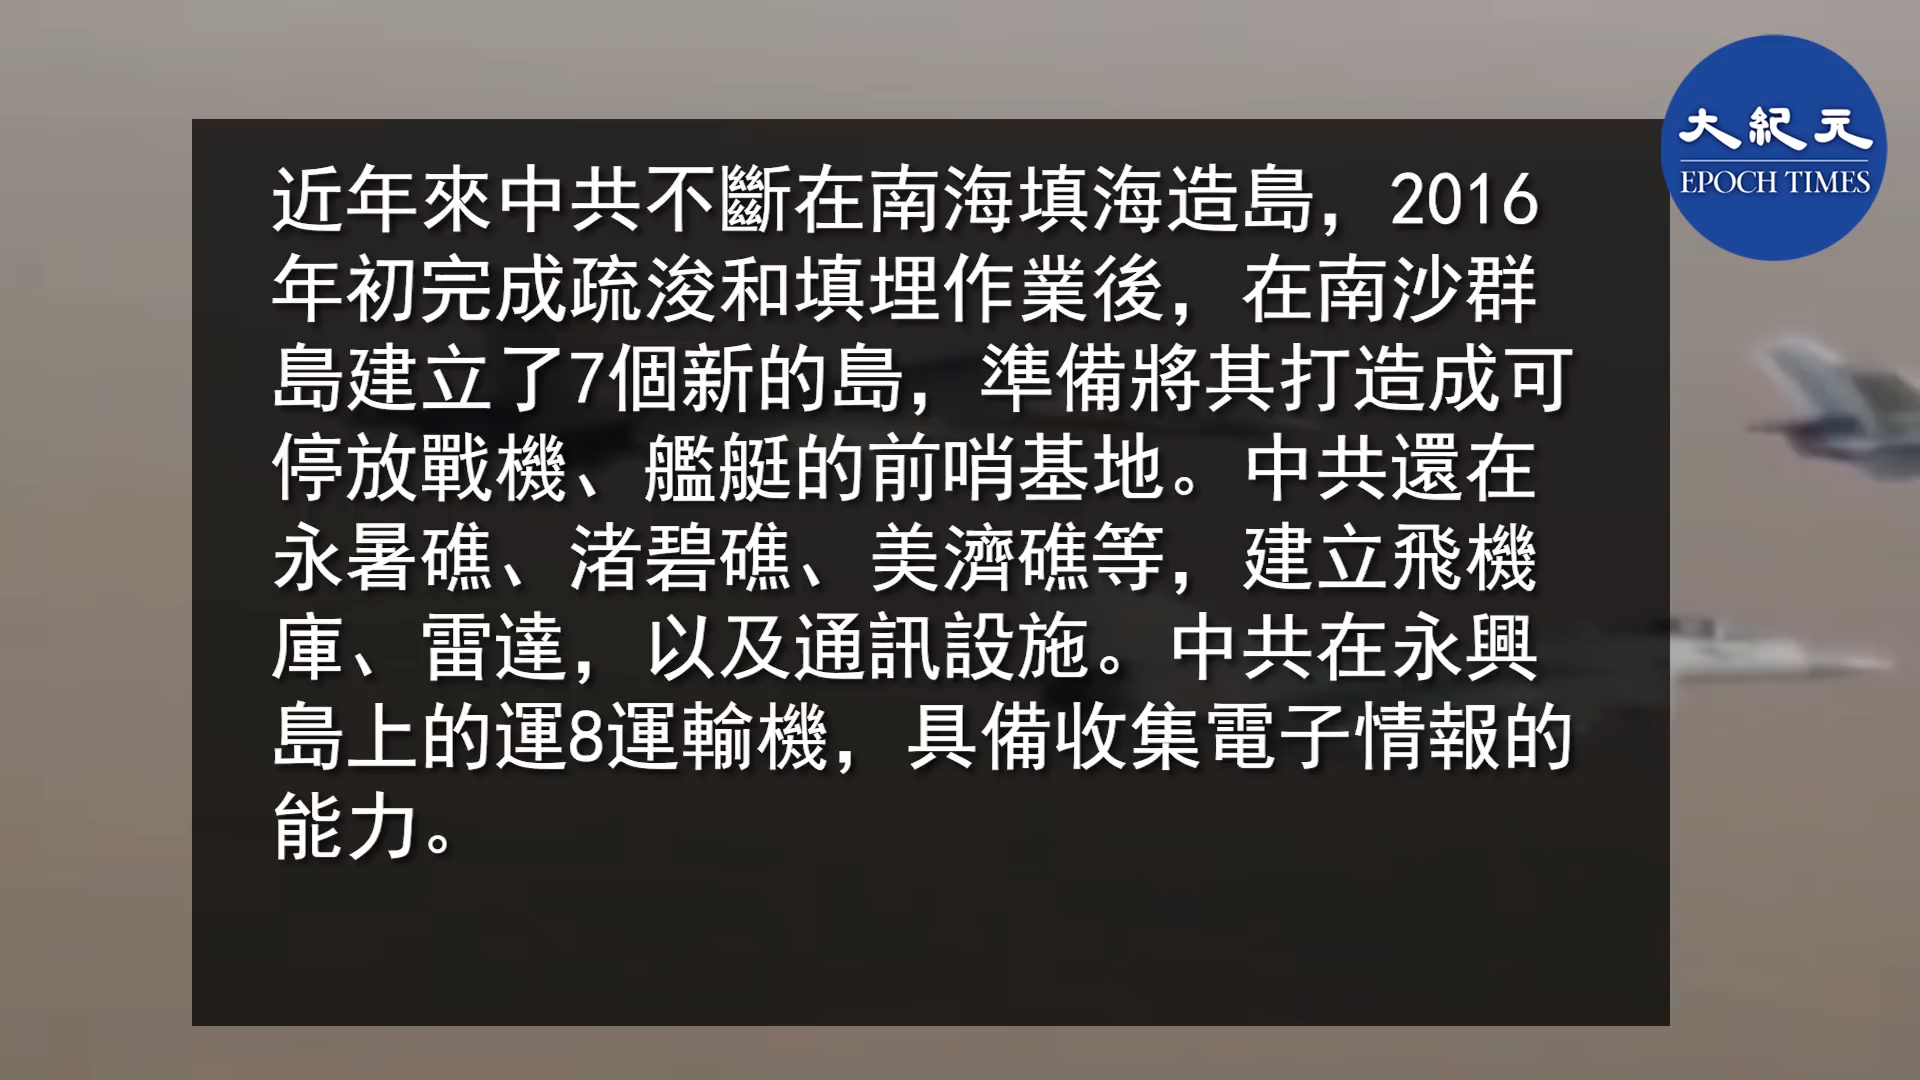 大紀元
EPOCH TIMES
近年來中共不斷在南海填海造島，2016
年初完成疏浚和填埋作業後，在南沙群
島建立了7個新的島，準備將其打造成可
停放戰機、艦艇的前哨基地。中共還在
永暑礁、渚碧礁、美濟礁等，建立飛機
庫、雷達，以及通訊設施。中共在永興
島上的運8運輸機，具備收集電子情報的
能力。